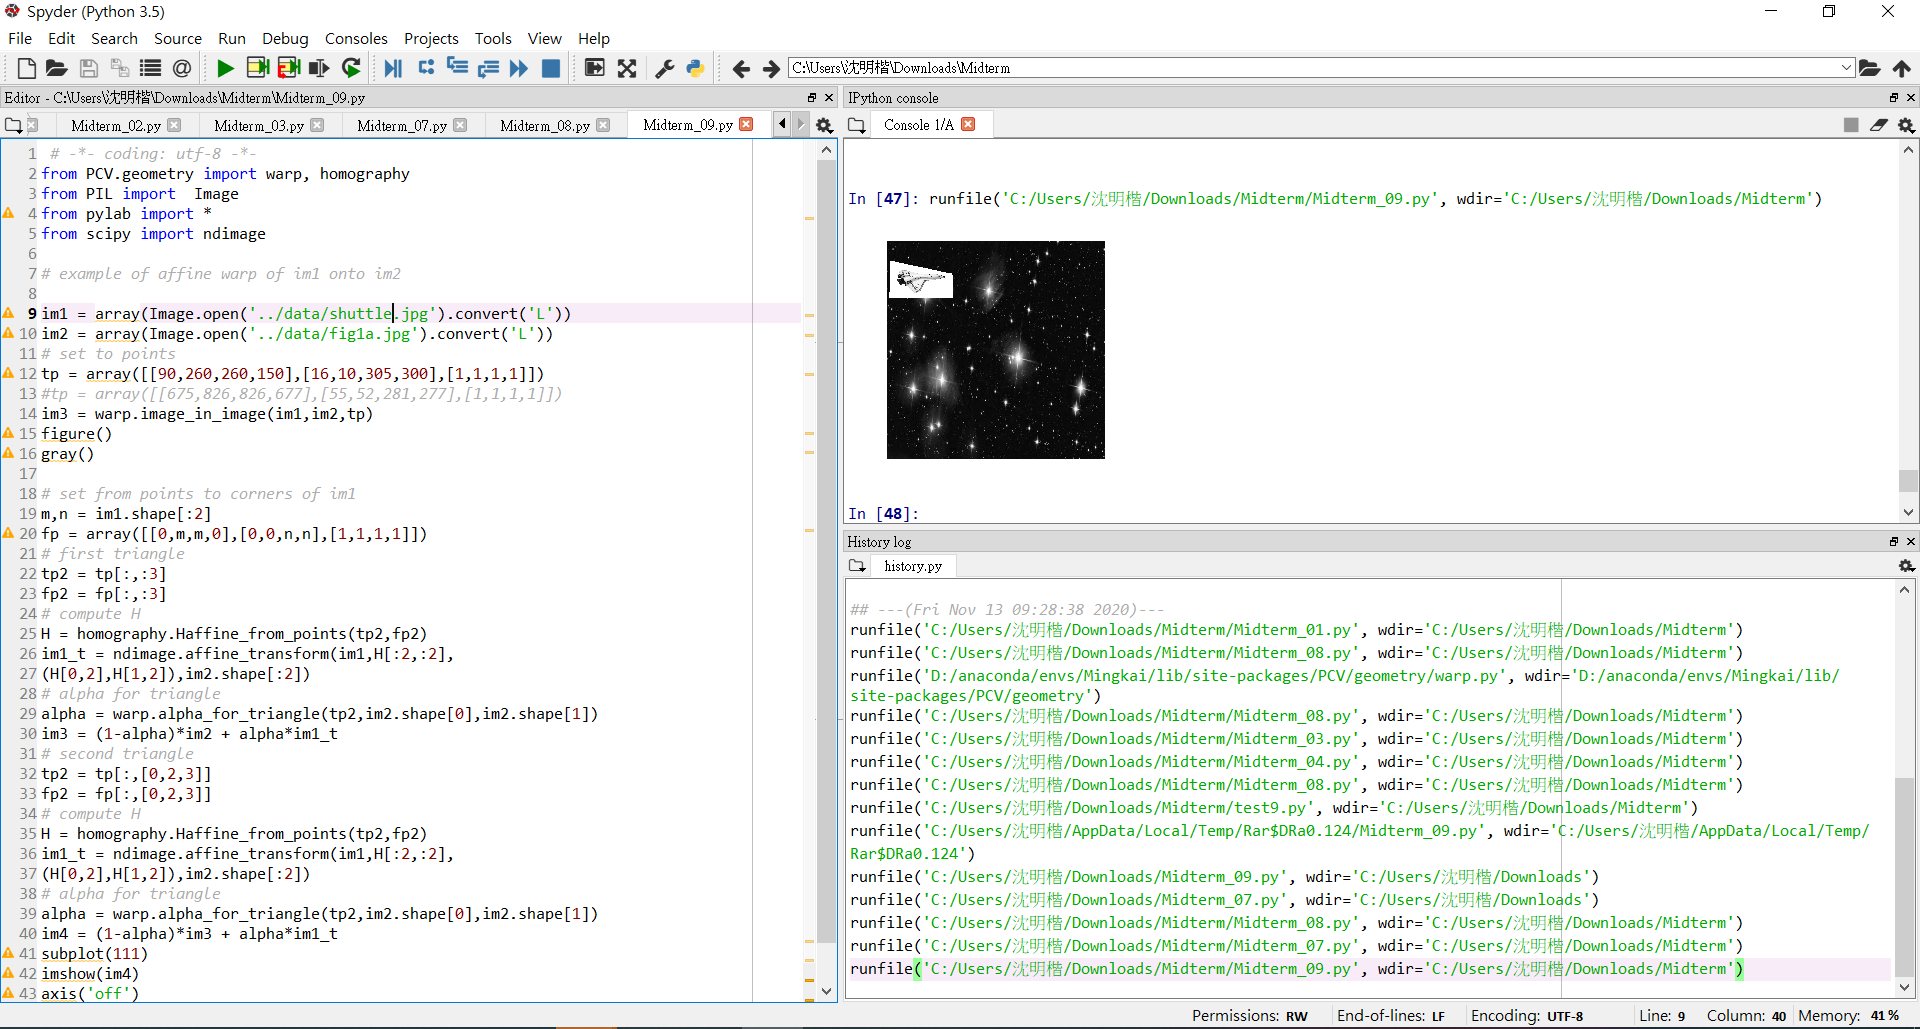 Spyder (Python 3.5)
File Edit Search Source Run Debug Consoles Projects Tools View Help
C:\Users\沈明楷\Downloads\Midterm
Editor - C:\Users\沈明楷\Downloads\Midterm\Midterm_09.py
Midterm_02.py Midterm_03.py Midterm_07.py Midterm_08.py Midterm_09.py
1 # -*- coding: utf-8 -*-
2 from PCV.geometry import warp, homography
3 from PIL import  Image
4 from pylab import *
5 from scipy import ndimage
6
7 # example of affine warp of im1 onto im2
8
9 im1 = array(Image.open('../data/shuttle.jpg').convert('L'))
10 im2 = array(Image.open('../data/fig1a.jpg').convert('L'))
11 # set to points
12 tp = array([[90,260,260,150],[16,10,305,300],[1,1,1,1]])
13 #tp = array([[675,826,826,677],[55,52,281,277],[1,1,1,1]])
14 im3 = warp.image_in_image(im1,im2,tp)
15 figure()
16 gray()
17
18 # set from points to corners of im1
19 m,n = im1.shape[:2]
20 fp = array([[0,m,m,0],[0,0,n,n],[1,1,1,1]])
21 # first triangle
22 tp2 = tp[:,:3]
23 fp2 = fp[:,:3]
24 # compute H
25 H = homography.Haffine_from_points(tp2,fp2)
26 im1_t = ndimage.affine_transform(im1,H[:2,:2],
27 (H[0,2],H[1,2]),im2.shape[:2])
28 # alpha for triangle
29 alpha = warp.alpha_for_triangle(tp2,im2.shape[0],im2.shape[1])
30 im3 = (1-alpha)*im2 + alpha*im1_t
31 # second triangle
32 tp2 = tp[:,[0,2,3]]
33 fp2 = fp[:,[0,2,3]]
34 # compute H
35 H = homography.Haffine_from_points(tp2,fp2)
36 im1_t = ndimage.affine_transform(im1,H[:2,:2],
37 (H[0,2],H[1,2]),im2.shape[:2])
38 # alpha for triangle
39 alpha = warp.alpha_for_triangle(tp2,im2.shape[0],im2.shape[1])
40 im4 = (1-alpha)*im3 + alpha*im1_t
41 subplot(111)
42 imshow(im4)
43 axis('off')
IPython console
Console 1/A
In [47]: runfile('C:/Users/沈明楷/Downloads/Midterm/Midterm_09.py', wdir='C:/Users/沈明楷/Downloads/Midterm')
In [48]:
History log
history.py
## ---(Fri Nov 13 09:28:38 2020)---
runfile('C:/Users/沈明楷/Downloads/Midterm/Midterm_01.py', wdir='C:/Users/沈明楷/Downloads/Midterm')
runfile('C:/Users/沈明楷/Downloads/Midterm/Midterm_08.py', wdir='C:/Users/沈明楷/Downloads/Midterm')
runfile('D:/anaconda/envs/Mingkai/lib/site-packages/PCV/geometry/warp.py', wdir='D:/anaconda/envs/Mingkai/lib/
site-packages/PCV/geometry')
runfile('C:/Users/沈明楷/Downloads/Midterm/Midterm_08.py', wdir='C:/Users/沈明楷/Downloads/Midterm')
runfile('C:/Users/沈明楷/Downloads/Midterm/Midterm_03.py', wdir='C:/Users/沈明楷/Downloads/Midterm')
runfile('C:/Users/沈明楷/Downloads/Midterm/Midterm_04.py', wdir='C:/Users/沈明楷/Downloads/Midterm')
runfile('C:/Users/沈明楷/Downloads/Midterm/Midterm_08.py', wdir='C:/Users/沈明楷/Downloads/Midterm')
runfile('C:/Users/沈明楷/Downloads/Midterm/test9.py', wdir='C:/Users/沈明楷/Downloads/Midterm')
runfile('C:/Users/沈明楷/AppData/Local/Temp/Rar$DRa0.124/Midterm_09.py', wdir='C:/Users/沈明楷/AppData/Local/Temp/
Rar$DRa0.124')
runfile('C:/Users/沈明楷/Downloads/Midterm_09.py', wdir='C:/Users/沈明楷/Downloads')
runfile('C:/Users/沈明楷/Downloads/Midterm_07.py', wdir='C:/Users/沈明楷/Downloads')
runfile('C:/Users/沈明楷/Downloads/Midterm/Midterm_08.py', wdir='C:/Users/沈明楷/Downloads/Midterm')
runfile('C:/Users/沈明楷/Downloads/Midterm/Midterm_07.py', wdir='C:/Users/沈明楷/Downloads/Midterm')
runfile('C:/Users/沈明楷/Downloads/Midterm/Midterm_09.py', wdir='C:/Users/沈明楷/Downloads/Midterm')
Permissions: RW End-of-lines: LF Encoding: UTF-8 Line: 9 Column: 40 Memory: 41 %